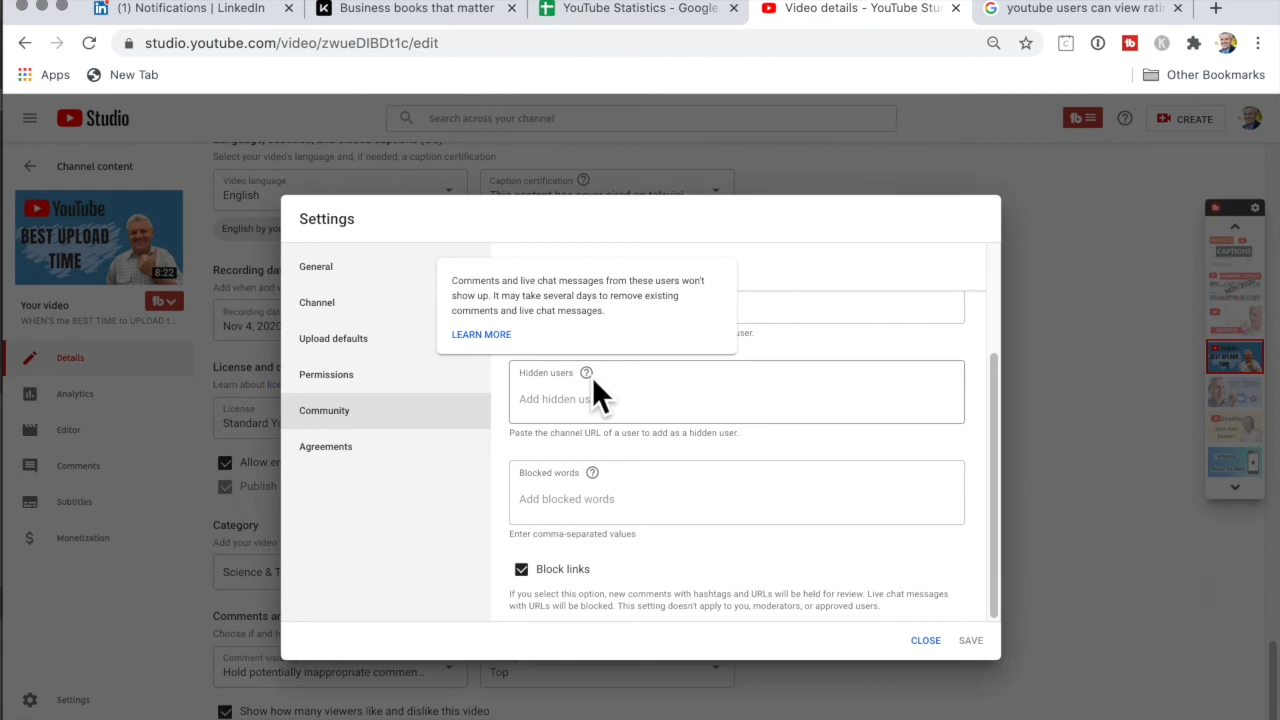 (1) Notifications | LinkedIn
Business books that matter
YouTube Statistics - Google
Video details - YouTube Stu
youtube users can view rati
studio.youtube.com/video/zwueDIBDt1c/edit
Apps
New Tab
Other Bookmarks
Studio
Search across your channel
CREATE
Channel content
YouTube
BEST UPLOAD
TIME
8:22
Your video
WHEN's the BEST TIME to UPLOAD t...
Details
Analytics
Editor
Comments
Subtitles
Monetization
Settings
Select your video's language and, if needed, a caption certification
Video language
English
Caption certification
This content has never aired on televisi...
English by you
Recording dat
Add when and w
Recording dat
Nov 4, 2020
License and d
Learn about lice
License
Standard Yo
Allow em
Publish
Category
Add your video
Science & T
Comments an
Choose if and h
Comment visi
Hold potentially inappropriate commen...
Top
Show how many viewers like and dislike this video
Settings
General
Channel
Upload defaults
Permissions
Community
Agreements
Comments and live chat messages from these users won't
show up. It may take several days to remove existing
comments and live chat messages.
LEARN MORE
user.
Hidden users
Add hidden us
Paste the channel URL of a user to add as a hidden user.
Blocked words
Add blocked words
Enter comma-separated values
Block links
If you select this option, new comments with hashtags and URLs will be held for review. Live chat messages
with URLs will be blocked. This setting doesn't apply to you, moderators, or approved users.
CLOSE
SAVE